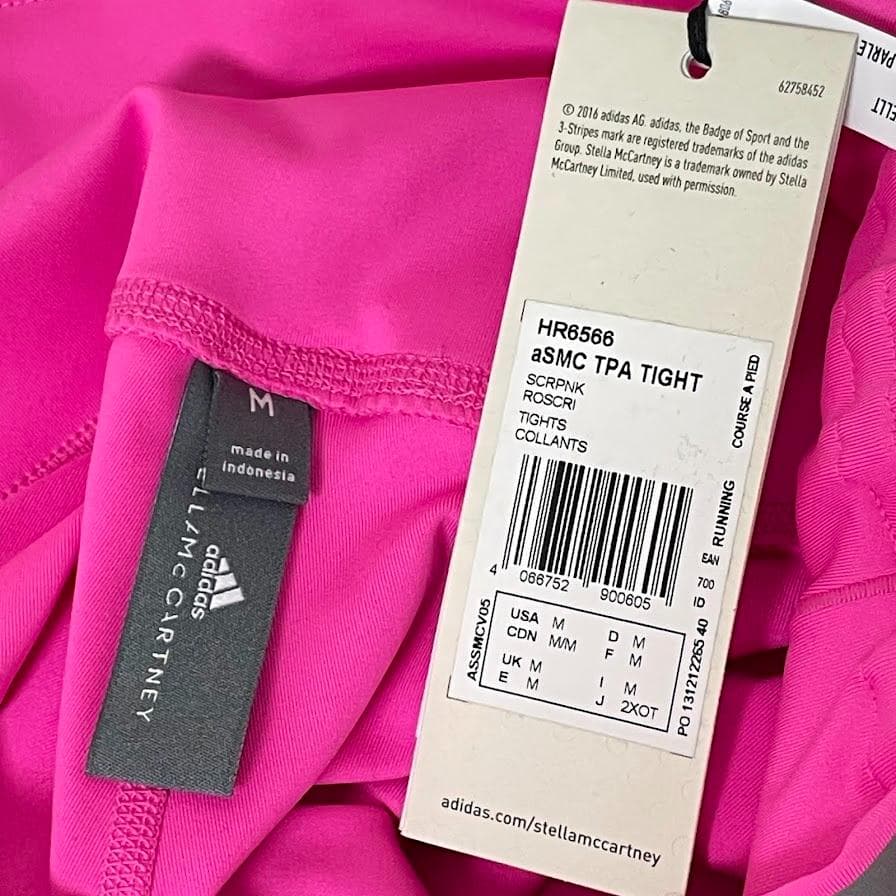 62758452
© 2016 adidas AG. adidas, the Badge of Sport and the
3-Stripes mark are registered trademarks of the adidas
Group. Stella McCartney is a trademark owned by Stella
McCartney Limited, used with permission.
HR6566
aSMC TPA TIGHT
SCRPNK
ROSCRI
TIGHTS
COLLANTS
RUNNING COURSE A PIED
4 066752 900605
EAN
700
ID
ASSMCV05
USA M D M
CDN M/M F M
UK M I M
E M J 2XOT
PO 131212265 40
adidas.com/stellamccartney
M
made in
indonesia
adidas
McCARTNEY